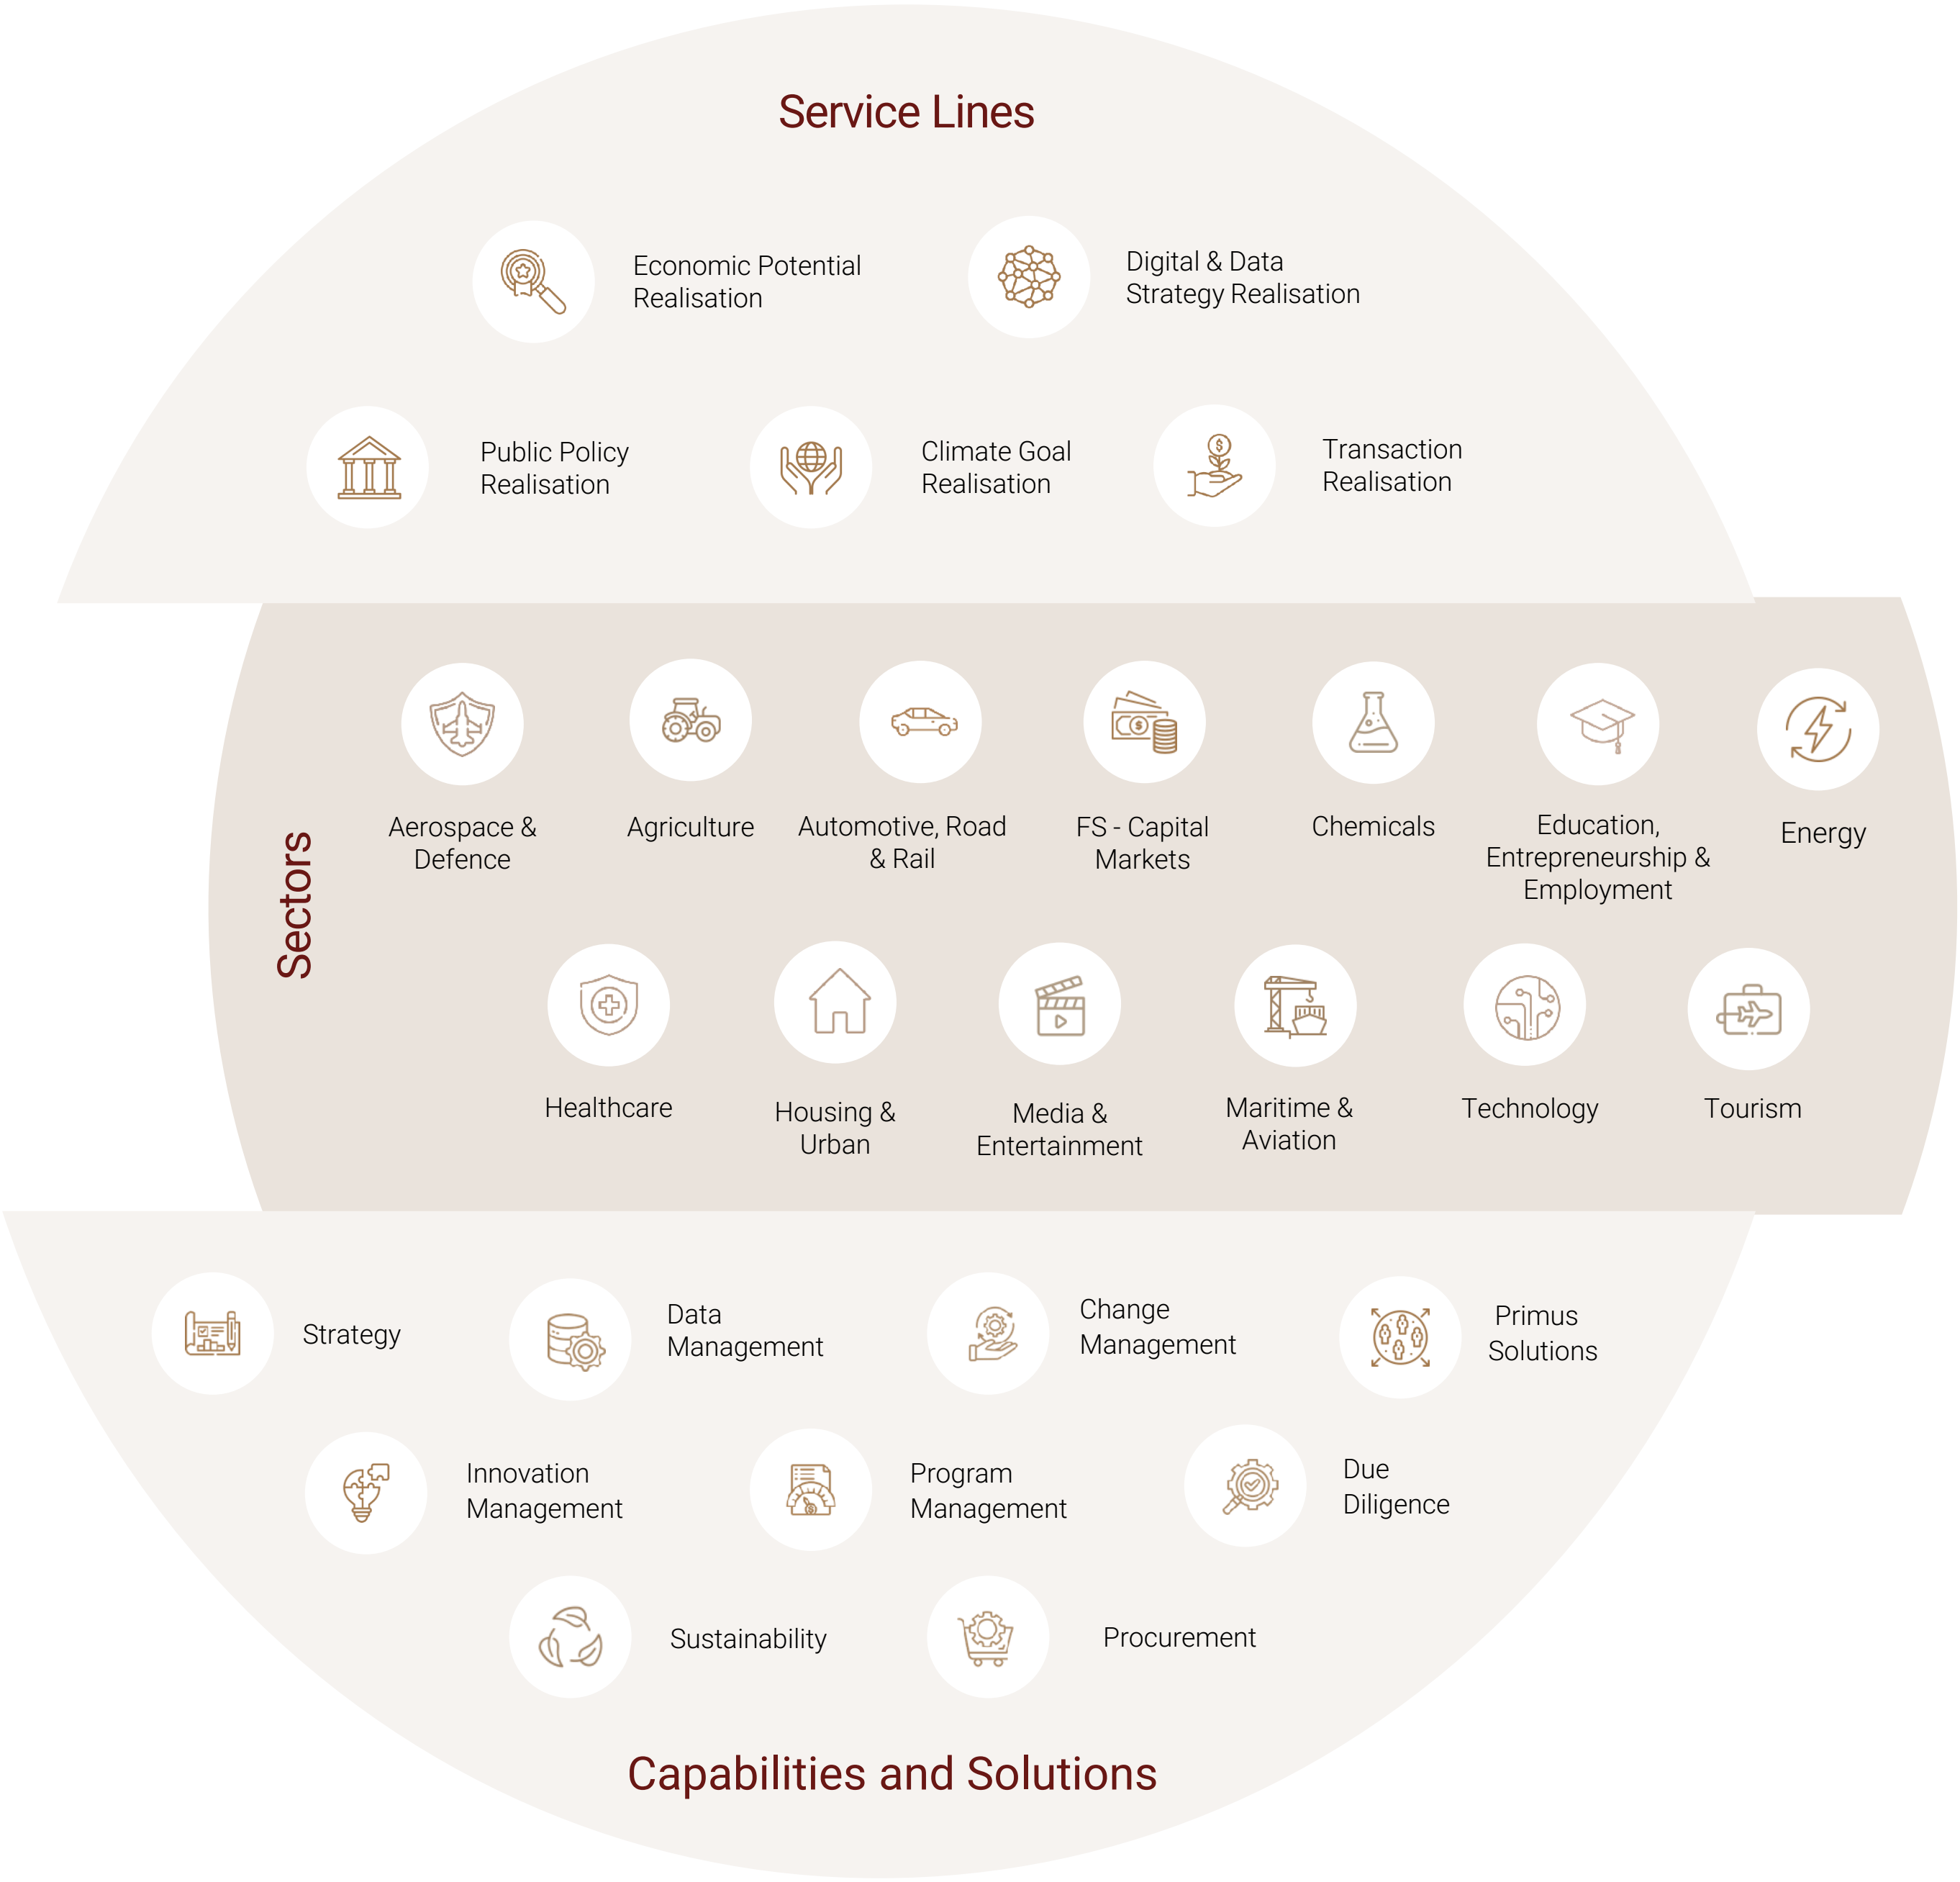 Service Lines
Economic Potential
Realisation
Digital & Data
Strategy Realisation
Public Policy
Realisation
Climate Goal
Realisation
Transaction
Realisation
Sectors
Aerospace &
Defence
Agriculture
Automotive, Road
& Rail
FS - Capital
Markets
Chemicals
Education,
Entrepreneurship &
Employment
Energy
Healthcare
Housing &
Urban
Media &
Entertainment
Maritime &
Aviation
Technology
Tourism
Strategy
Data
Management
Change
Management
Primus
Solutions
Innovation
Management
Program
Management
Due
Diligence
Sustainability
Procurement
Capabilities and Solutions